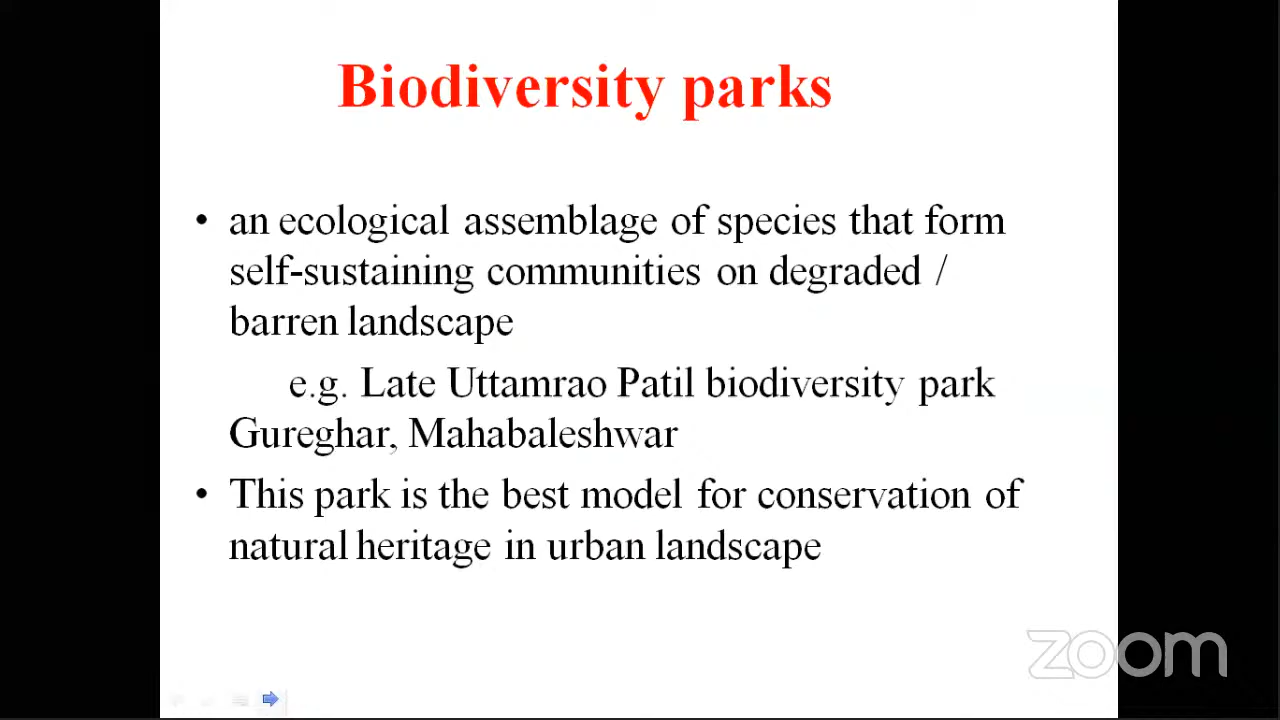 Biodiversity parks
• an ecological assemblage of species that form
self-sustaining communities on degraded /
barren landscape
e.g. Late Uttamrao Patil biodiversity park
Gureghar, Mahabaleshwar
• This park is the best model for conservation of
natural heritage in urban landscape
zoom